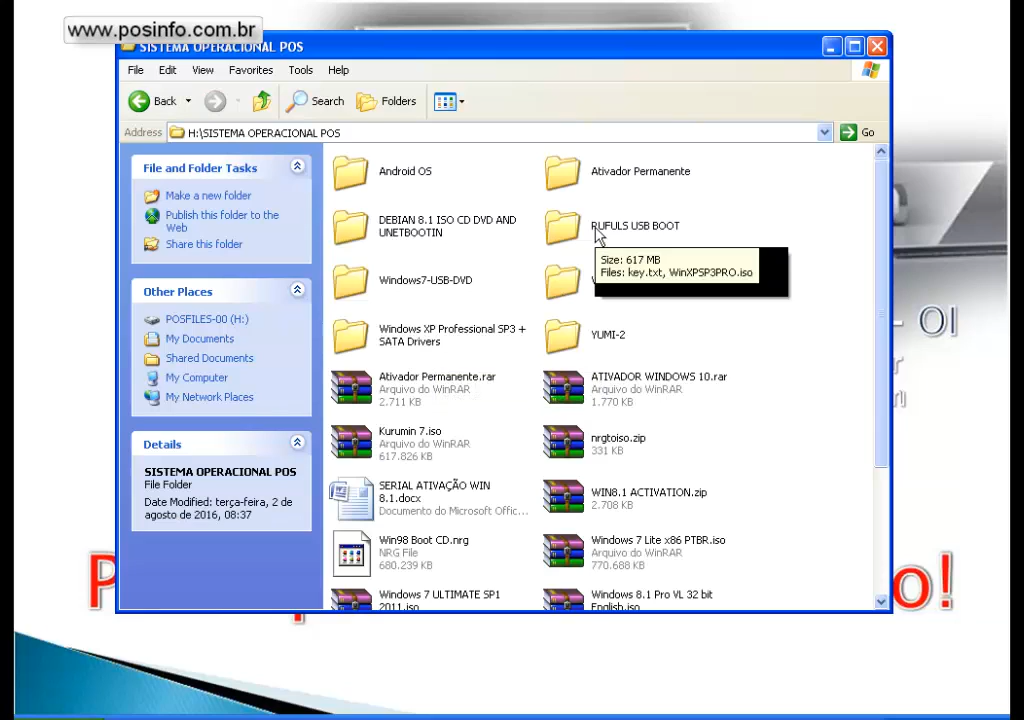 www.posinfo.com.br
SISTEMA OPERACIONAL POS
File Edit View Favorites Tools Help
Back Search Folders
Address H:\SISTEMA OPERACIONAL POS Go
File and Folder Tasks
Make a new folder
Publish this folder to the
Web
Share this folder
Other Places
POSFILES-00 (H:)
My Documents
Shared Documents
My Computer
My Network Places
Details
SISTEMA OPERACIONAL POS
File Folder
Date Modified: terça-feira, 2 de
agosto de 2016, 08:37
Android OS
Ativador Permanente
DEBIAN 8.1 ISO CD DVD AND
UNETBOOTIN
RUFULS USB BOOT
Size: 617 MB
Files: key.txt, WinXPSP3PRO.iso
Windows7-USB-DVD
Windows XP Professional SP3 +
SATA Drivers
YUMI-2
Ativador Permanente.rar
Arquivo do WinRAR
2.711 KB
ATIVADOR WINDOWS 10.rar
Arquivo do WinRAR
1.770 KB
Kurumin 7.iso
Arquivo do WinRAR
617.826 KB
nrgtoiso.zip
331 KB
SERIAL ATIVAÇÃO WIN
8.1.docx
Documento do Microsoft Offic...
WIN8.1 ACTIVATION.zip
2.708 KB
Win98 Boot CD.nrg
NRG File
680.239 KB
Windows 7 Lite x86 PTBR.iso
Arquivo do WinRAR
770.688 KB
Windows 7 ULTIMATE SP1
2011.iso
Windows 8.1 Pro VL 32 bit
English.iso
- OI
P
o!